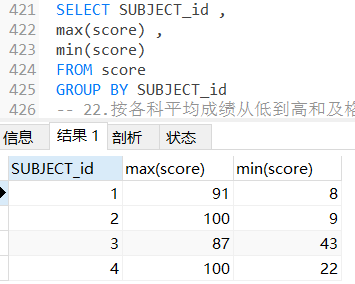 421 SELECT SUBJECT_id ,
422 max(score) ,
423 min(score)
424 FROM score
425 GROUP BY SUBJECT_id
426 -- 22.按各科平均成绩从低到高和及格
信息 结果 1 剖析 状态
SUBJECT_id max(score) min(score)
1 91 8
2 100 9
3 87 43
4 100 22